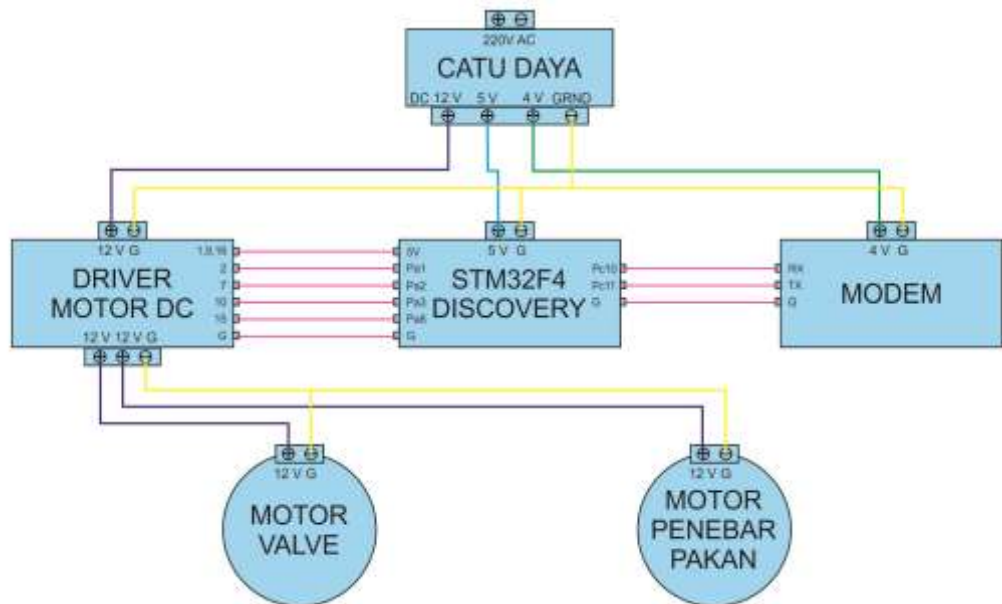 220V AC
CATU DAYA
DC 12 V 5 V 4 V GRND
12 V G
DRIVER
MOTOR DC
1,9,16
2
7
10
15
G
12 V 12 V G
5 V G
STM32F4
DISCOVERY
5V
Pa1
Pa2
Pa3
G
Pc10
Pc11
G
4 V G
MODEM
RX
TX
G
12 V G
MOTOR
VALVE
12 V G
MOTOR
PENEBAR
PAKAN